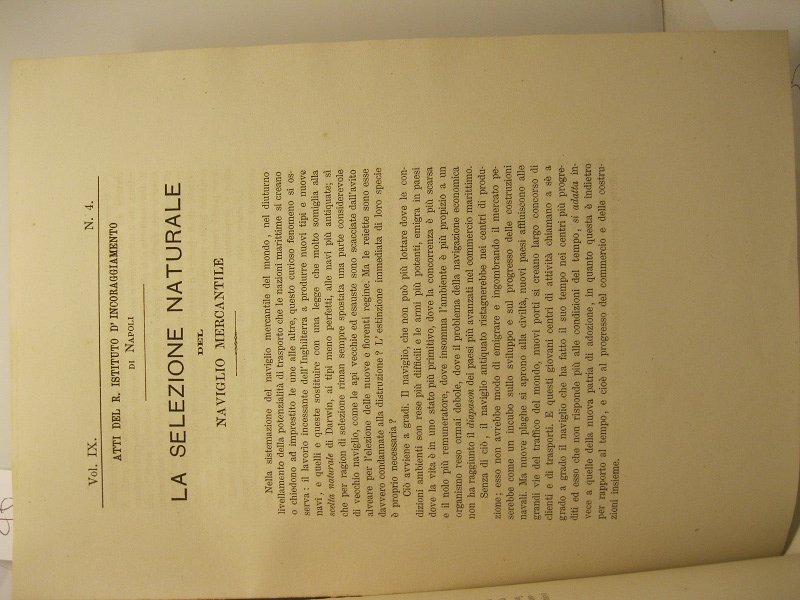 Vol. IX. N. 4.
ATTI DEL R. ISTITUTO D' INCORAGGIAMENTO
DI NAPOLI
LA SELEZIONE NATURALE
DEL
NAVIGLIO MERCANTILE
Nella sistemazione del naviglio mercantile del mondo, nel diuturno
livellamento della potenzialità di trasporto che le nazioni marittime si creano
o chiedono ad imprestito le une alle altre, questo curioso fenomeno si os-
serva: il lavorio incessante dell'Inghilterra a produrre nuovi tipi e nuove
navi, e quelli e queste sostituire con una legge che molto somiglia alla
scelta naturale di Darwin, ai tipi meno perfetti, alle navi più antiquate; sì
che per ragion di selezione riman sempre spostata una parte considerevole
di vecchio naviglio, come le api vecchie ed esauste sono scacciate dall'avito
alveare per l'elezione delle nuove e fiorenti regine. Ma le reiette sono esse
davvero condannate alla distruzione? L' estinzione immediata di loro specie
è proprio necessaria?
Ciò avviene a gradi. Il naviglio, che non può più lottare dove le con-
dizioni ambienti son rese più difficili e le armi più potenti, emigra in paesi
dove la vita è in uno stato più primitivo, dove la concorrenza è più scarsa
e il nolo più remuneratore, dove insomma l'ambiente è più propizio a un
organismo reso ormai debole, dove il problema della navigazione economica
non ha raggiunto il diapason dei paesi più avanzati nel commercio marittimo.
Senza di ciò, il naviglio antiquato ristagnerebbe nei centri di produ-
zione; esso non avrebbe modo di emigrare e ingombrando il mercato pe-
serebbe come un incubo sullo sviluppo e sul progresso delle costruzioni
navali. Ma nuove plaghe si aprono alla civiltà, nuovi paesi affluiscono alle
grandi vie del traffico del mondo, nuovi porti si creano largo concorso di
clienti e di trasporti. E questi giovani centri di attività chiamano a sè a
grado a grado il naviglio che ha fatto il suo tempo nei centri più progre-
diti ed esso che non risponde più alle condizioni del tempo, si adatta in-
vece a quelle della nuova patria di adozione, in quanto questa è indietro
per rapporto al tempo, e cioè al progresso del commercio e delle costru-
zioni insieme.